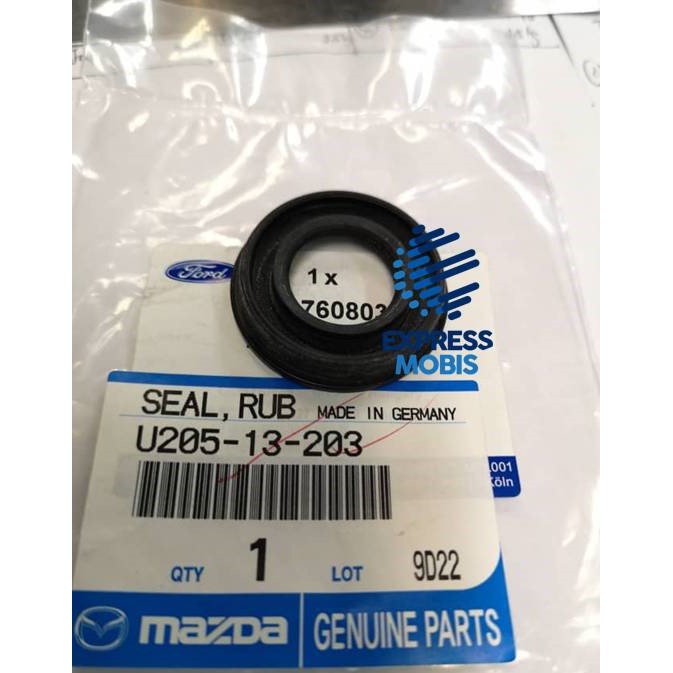 Ford
1 x
760803
EXPRESS
MOBIS
SEAL, RUB MADE IN GERMANY
U205-13-203
001
Köln
QTY 1 LOT 9D22
mazda GENUINE PARTS